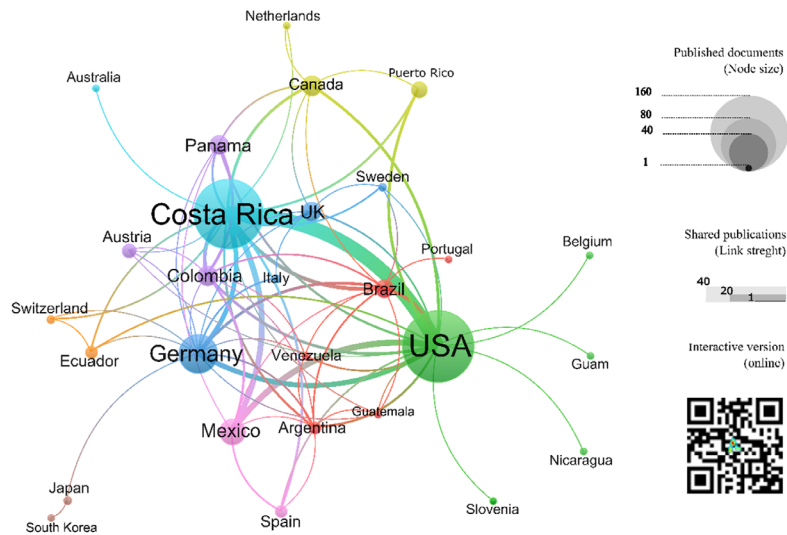 Netherlands
Canada
Puerto Rico
Australia
Panama
Sweden
Costa Rica
UK
Austria
Portugal
Belgium
Colombia
Italy
Brazil
Switzerland
Ecuador
Germany
Venezuela
USA
Guam
Guatemala
Mexico
Argentina
Nicaragua
Japan
South Korea
Spain
Slovenia
Published documents
(Node size)
160
80
40
1
Shared publications
(Link streght)
40
20
1
Interactive version
(online)